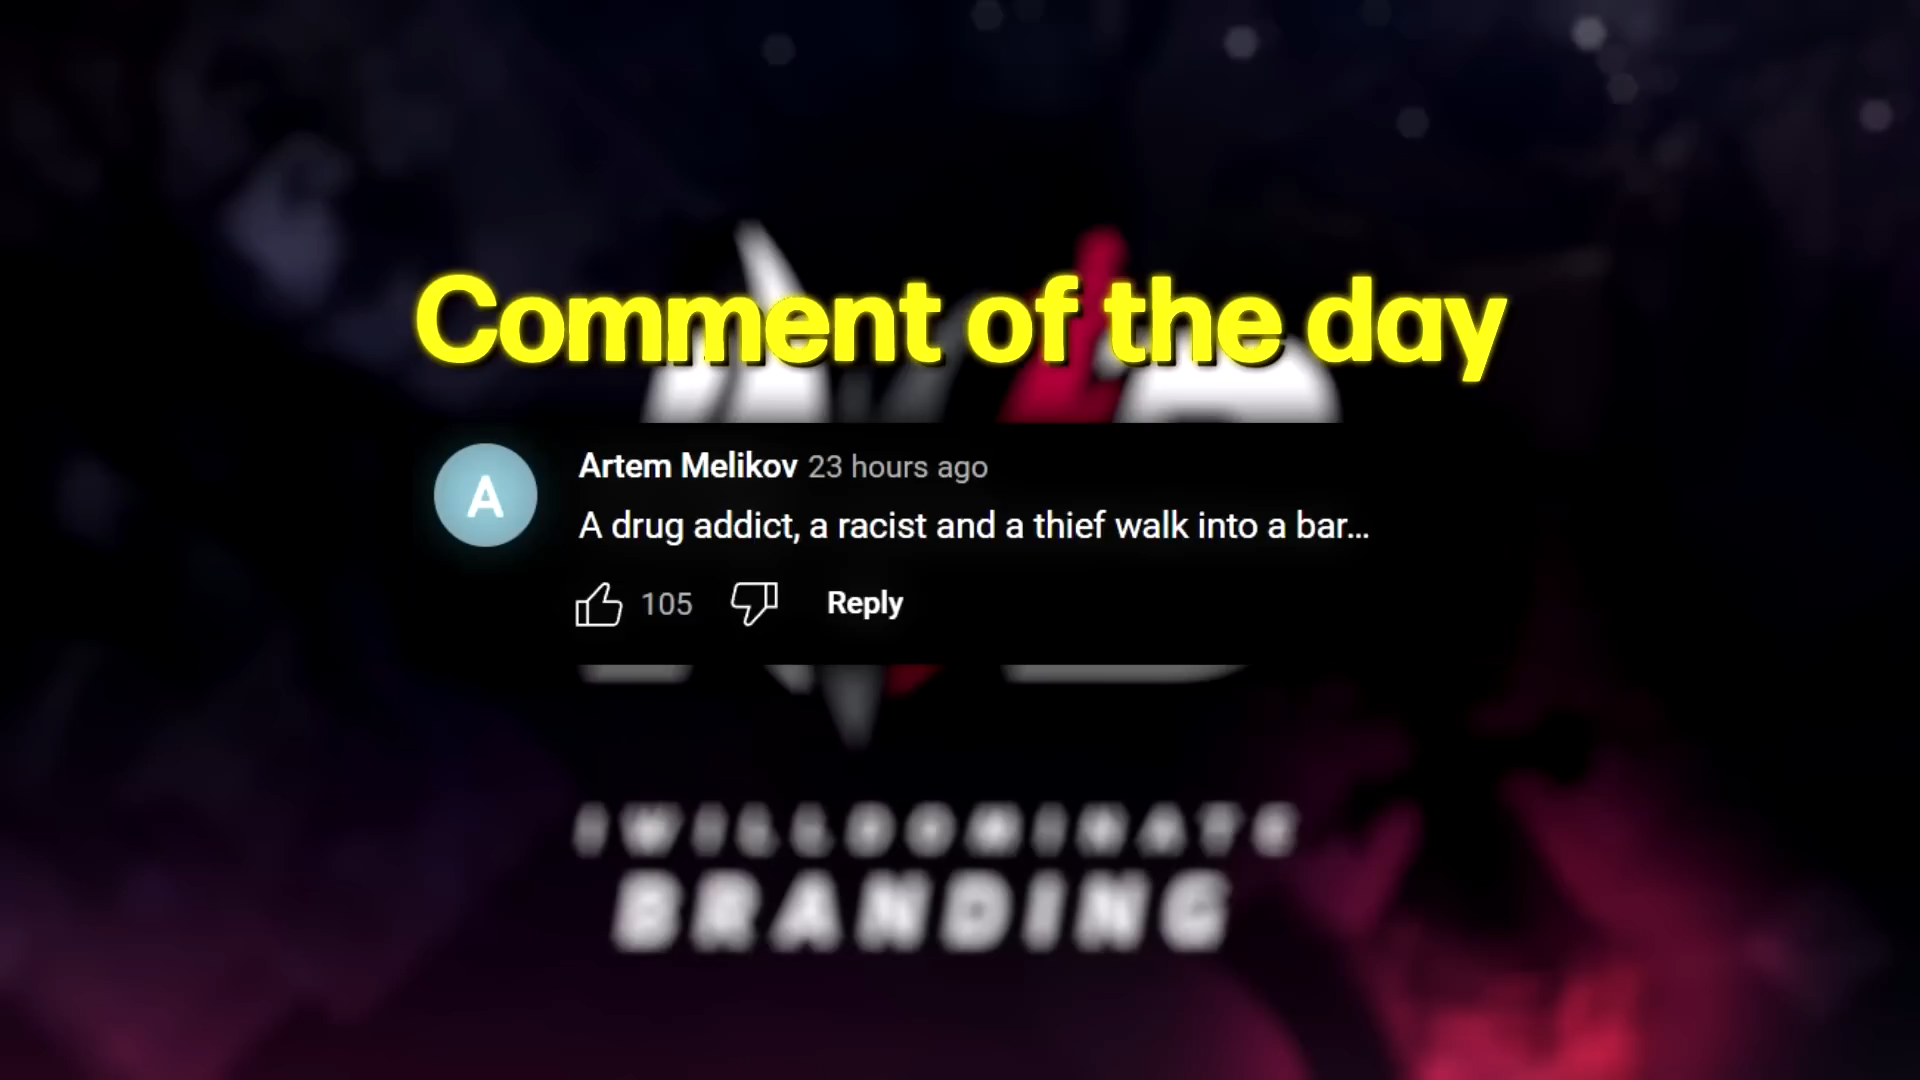 Comment of the day
A
Artem Melikov 23 hours ago
A drug addict, a racist and a thief walk into a bar...
105 Reply
IWILLDOMINATE
BRANDING